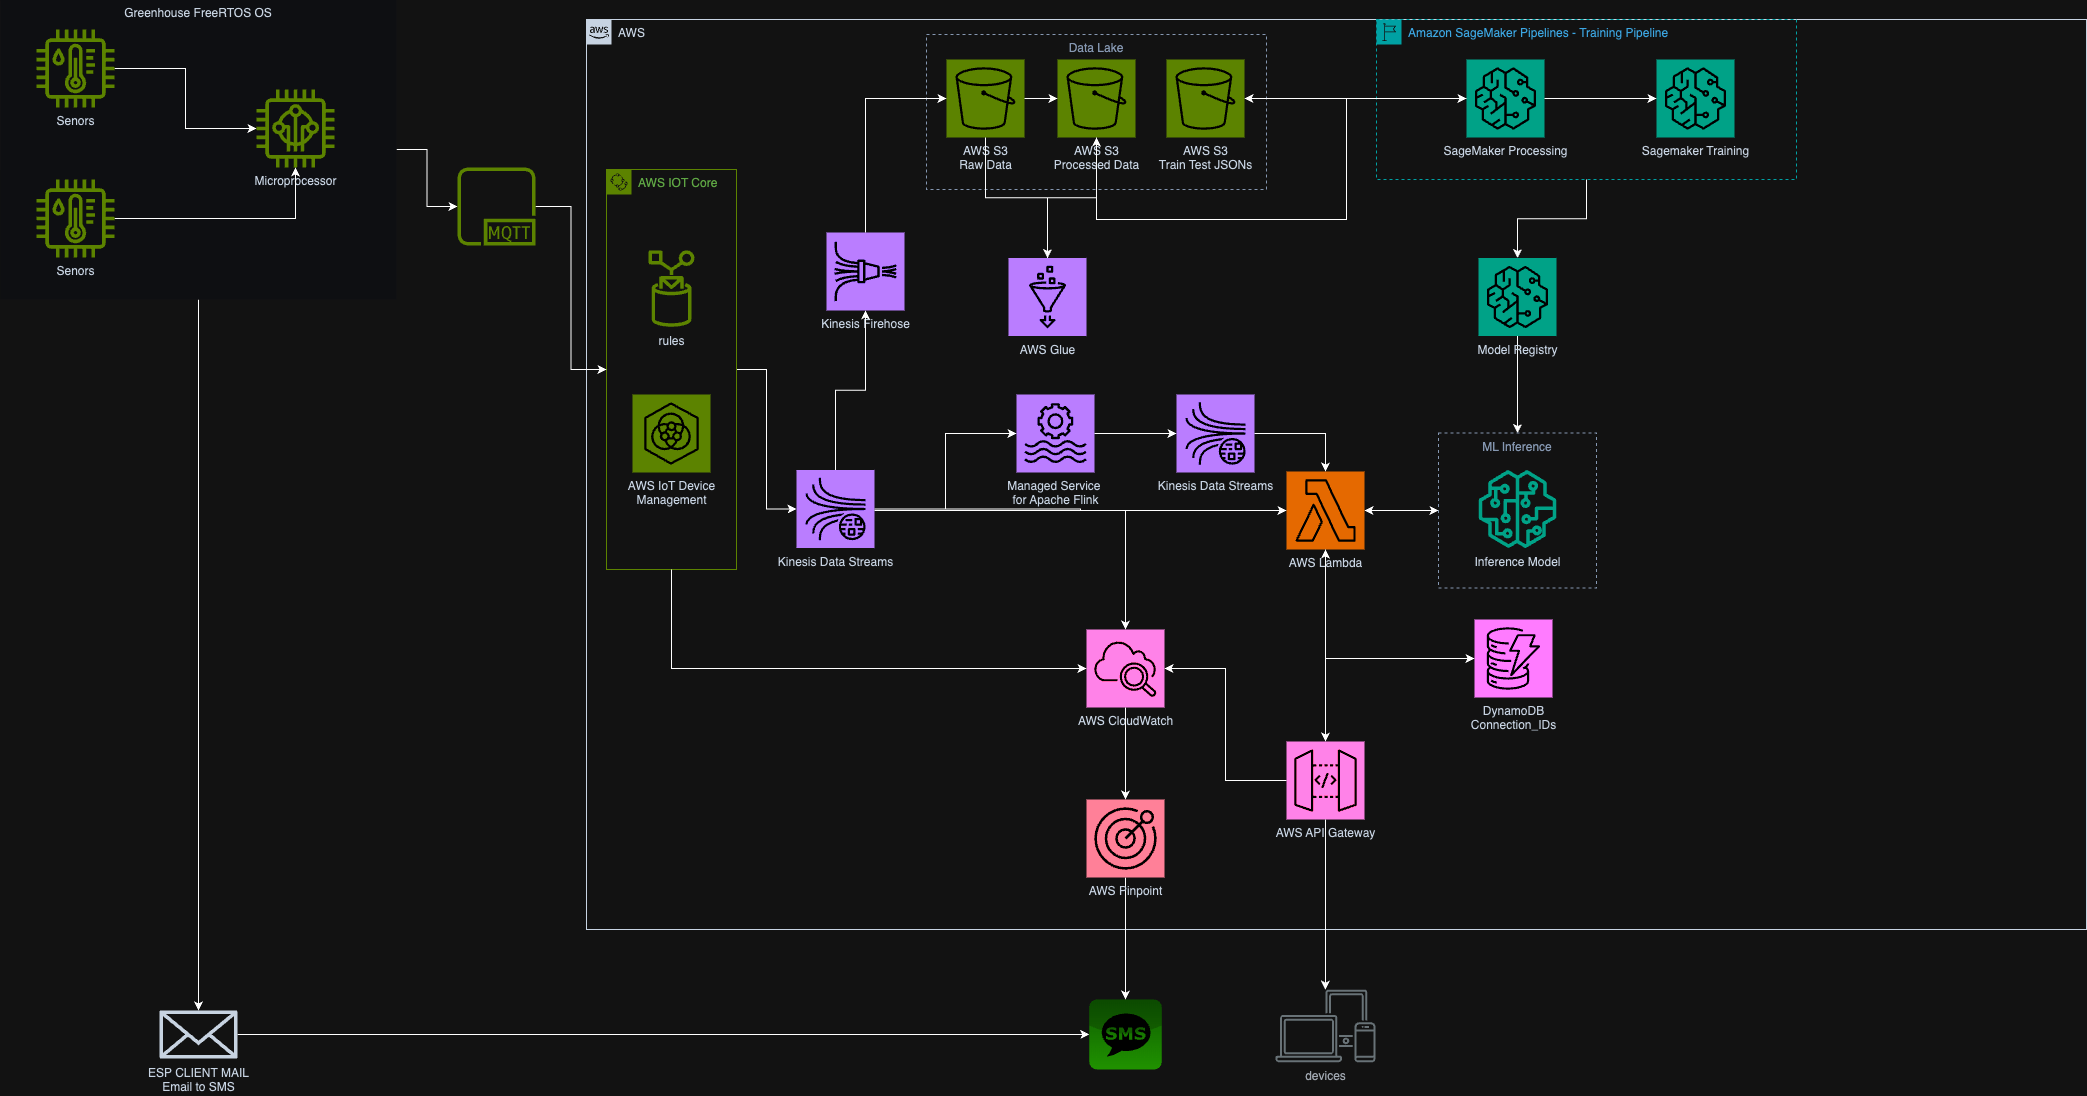 Greenhouse FreeRTOS OS
Senors
Microprocessor
Senors
MQTT
aws
AWS
AWS IOT Core
rules
AWS IoT Device
Management
Data Lake
AWS S3
Raw Data
AWS S3
Processed Data
AWS S3
Train Test JSONs
Amazon SageMaker Pipelines - Training Pipeline
SageMaker Processing
Sagemaker Training
Kinesis Firehose
AWS Glue
Model Registry
Managed Service
for Apache Flink
Kinesis Data Streams
Kinesis Data Streams
AWS Lambda
ML Inference
Inference Model
AWS CloudWatch
DynamoDB
Connection_IDs
</>
AWS API Gateway
AWS Pinpoint
SMS
devices
ESP CLIENT MAIL
Email to SMS